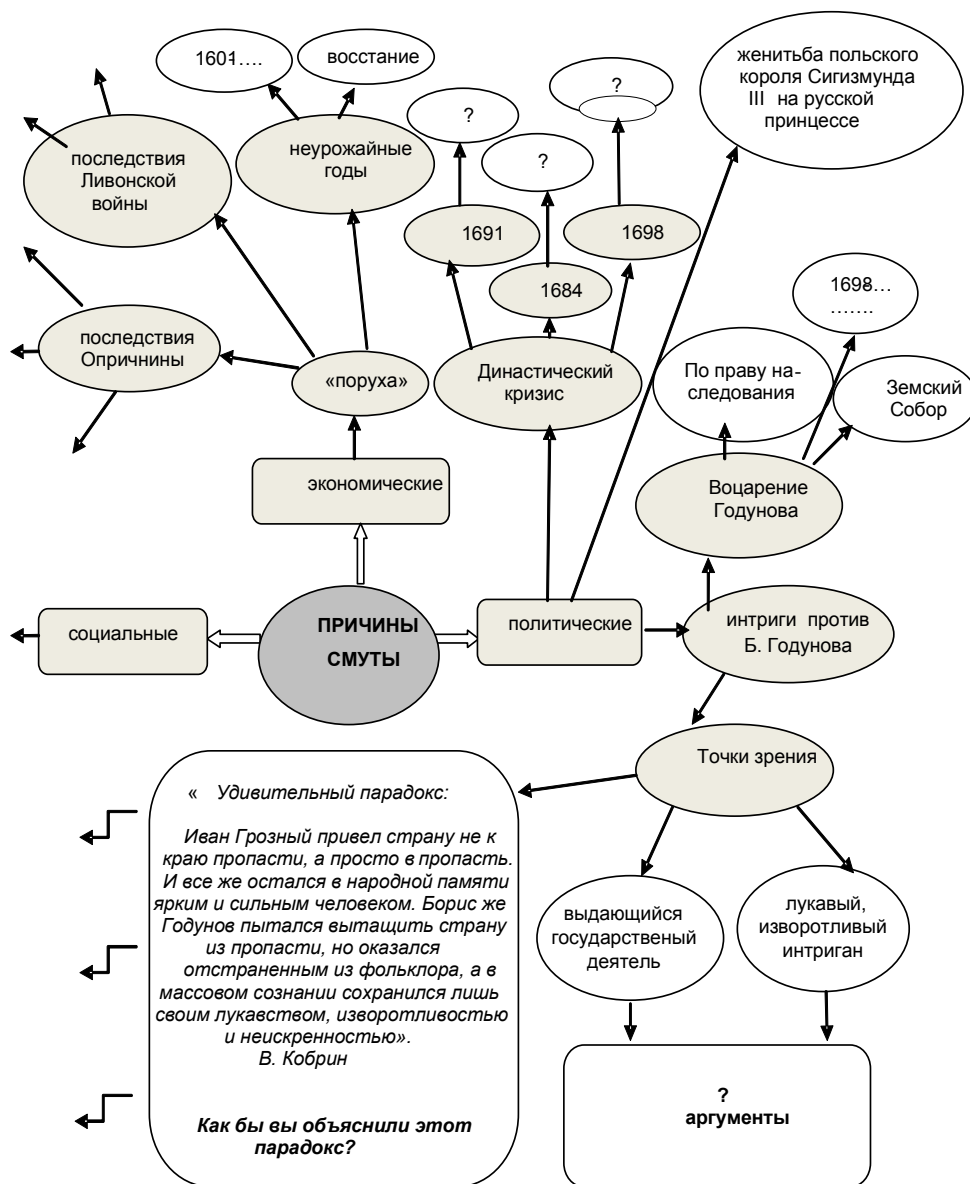 1601….
восстание
женитьба польского
короля Сигизмунда
III на русской
принцессе
?
?
?
неурожайные
годы
последствия
Ливонской
войны
1691
1698
1684
1698…
…….
последствия
Опричнины
«поруха»
Династический
кризис
По праву на-
следования
Земский
Собор
экономические
Воцарение
Годунова
социальные
ПРИЧИНЫ
СМУТЫ
политические
интриги против
Б. Годунова
Точки зрения
« Удивительный парадокс:
Иван Грозный привел страну не к
краю пропасти, а просто в пропасть.
И все же остался в народной памяти
ярким и сильным человеком. Борис же
Годунов пытался вытащить страну
из пропасти, но оказался
отстраненным из фольклора, а в
массовом сознании сохранился лишь
своим лукавством, изворотливостью
и неискренностью».
В. Кобрин
Как бы вы объяснили этот
парадокс?
выдающийся
государственый
деятель
лукавый,
изворотливый
интриган
?
аргументы